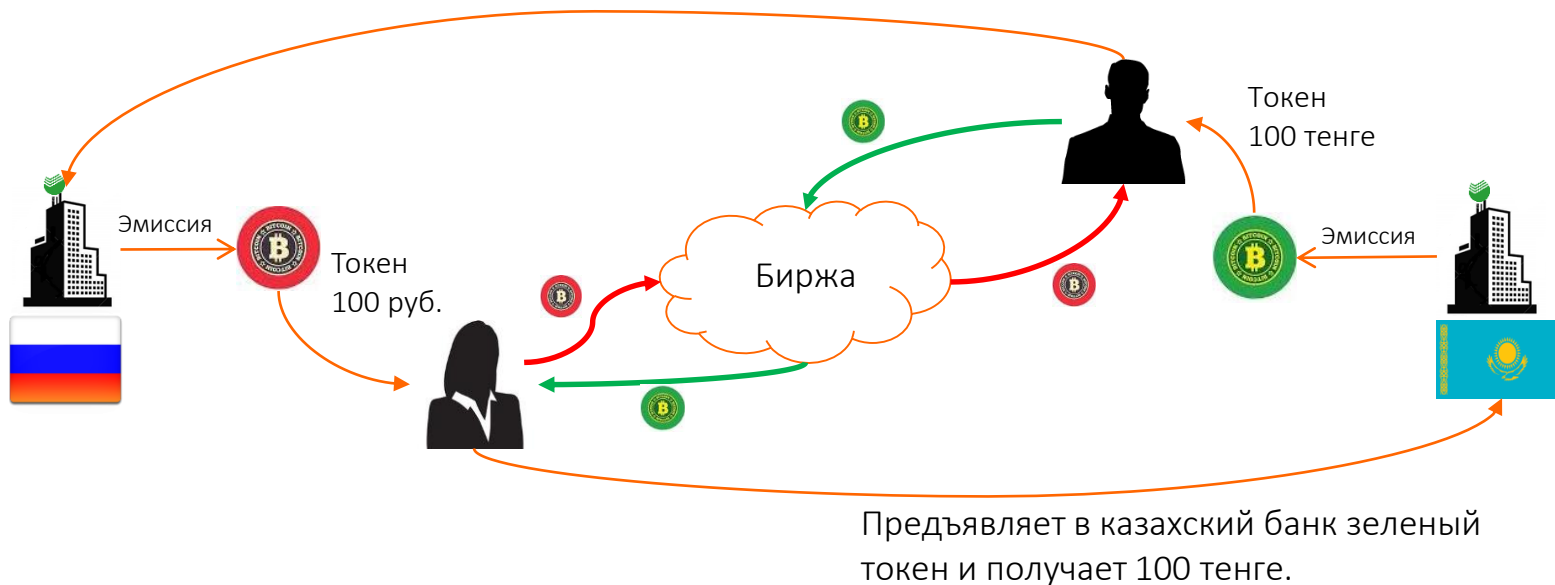 Токен
100 тенге
Эмиссия
Токен
100 руб.
Биржа
Эмиссия
Предъявляет в казахский банк зеленый
токен и получает 100 тенге.